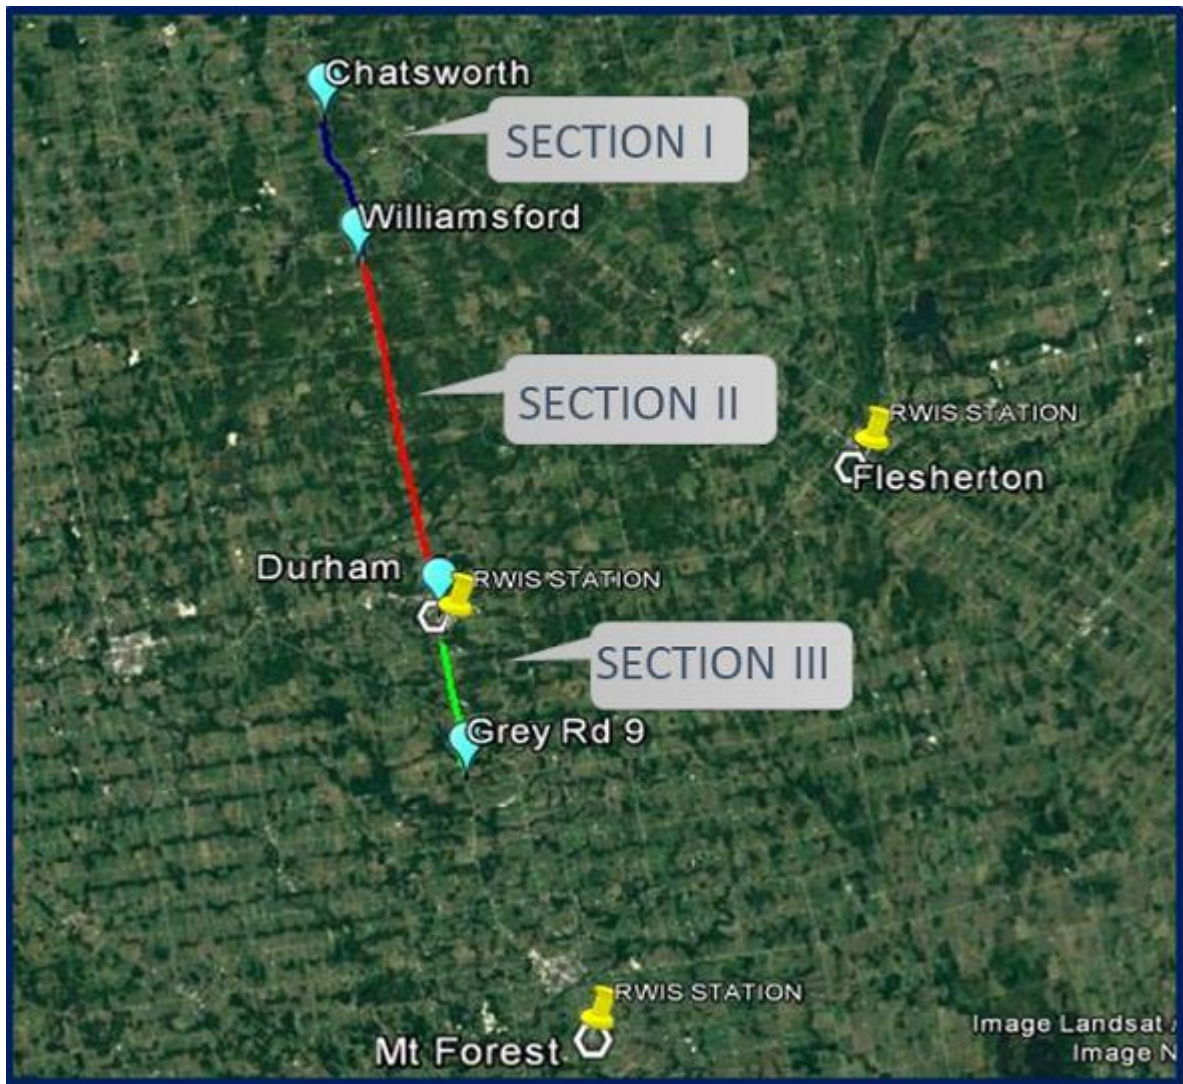 Chatsworth
SECTION I
Williamsford
SECTION II
RWIS STATION
Flesherton
Durham
RWIS STATION
SECTION III
Grey Rd 9
RWIS STATION
Mt Forest
Image Landsat
Image N